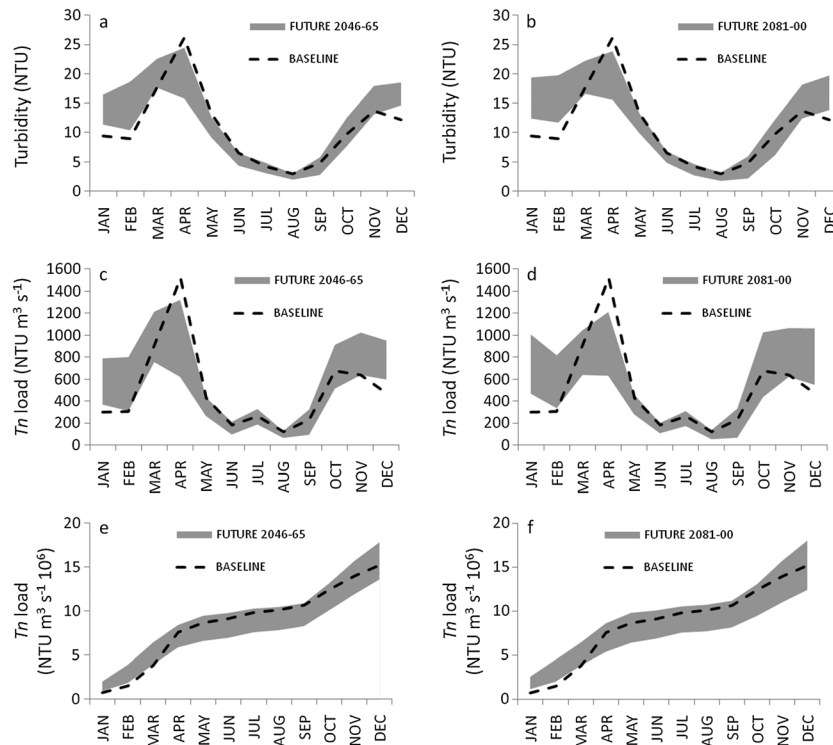 a
FUTURE 2046-65
BASELINE
Turbidity (NTU)
30
25
20
15
10
5
0
JAN FEB MAR APR MAY JUN JUL AUG SEP OCT NOV DEC
b
FUTURE 2081-00
BASELINE
Turbidity (NTU)
30
25
20
15
10
5
0
JAN FEB MAR APR MAY JUN JUL AUG SEP OCT NOV DEC
c
FUTURE 2046-65
BASELINE
Tn load (NTU m³ s⁻¹)
1600
1400
1200
1000
800
600
400
200
0
JAN FEB MAR APR MAY JUN JUL AUG SEP OCT NOV DEC
d
FUTURE 2081-00
BASELINE
Tn load (NTU m³ s⁻¹)
1600
1400
1200
1000
800
600
400
200
0
JAN FEB MAR APR MAY JUN JUL AUG SEP OCT NOV DEC
e
FUTURE 2046-65
BASELINE
Tn load
(NTU m³ s⁻¹ 10⁶)
20
15
10
5
0
JAN FEB MAR APR MAY JUN JUL AUG SEP OCT NOV DEC
f
FUTURE 2081-00
BASELINE
Tn load
(NTU m³ s⁻¹ 10⁶)
20
15
10
5
0
JAN FEB MAR APR MAY JUN JUL AUG SEP OCT NOV DEC